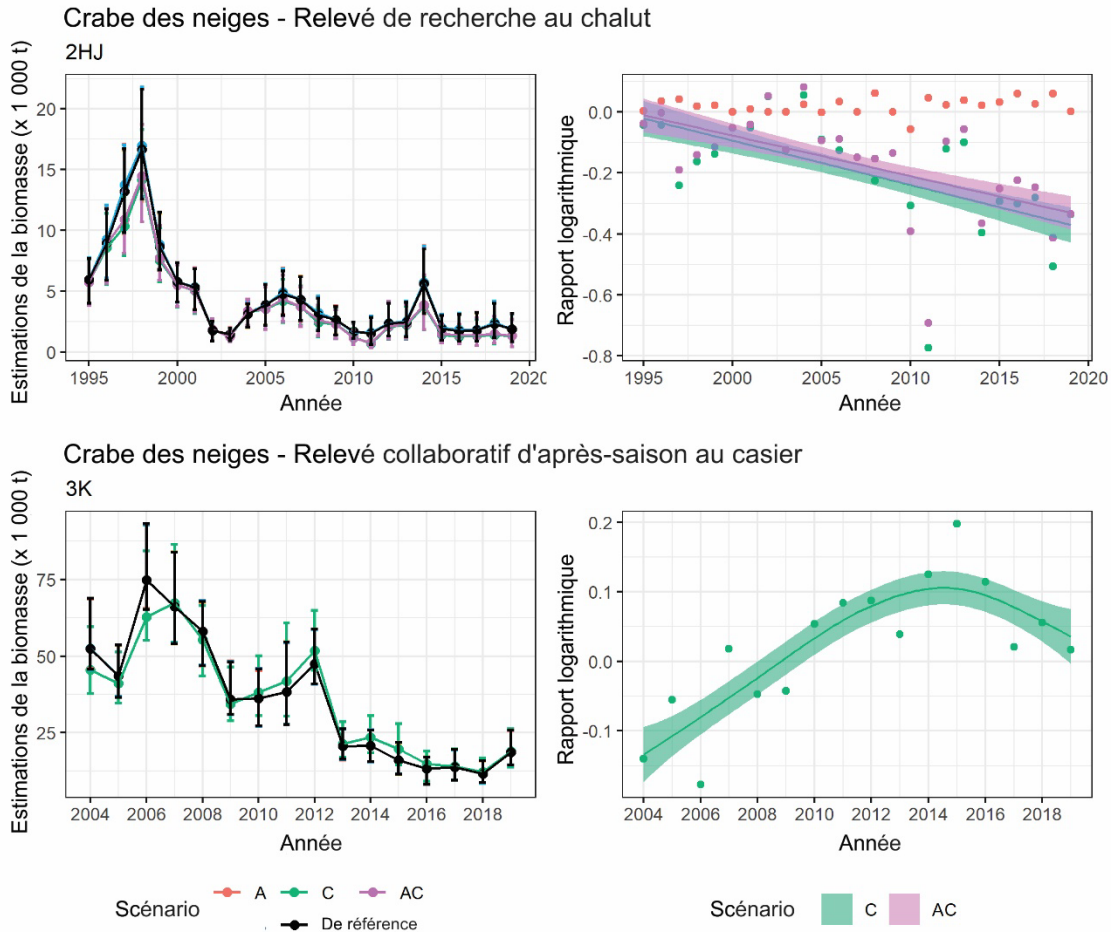 Crabe des neiges - Relevé de recherche au chalut
2HJ
Estimations de la biomasse (x 1 000 t)
20
15
10
5
0
1995 2000 2005 2010 2015 2020
Année
Rapport logarithmique
0.0
-0.2
-0.4
-0.6
-0.8
1995 2000 2005 2010 2015 2020
Année
Crabe des neiges - Relevé collaboratif d'après-saison au casier
3K
Estimations de la biomasse (x 1 000 t)
75
50
25
2004 2006 2008 2010 2012 2014 2016 2018
Année
Rapport logarithmique
0.2
0.1
0.0
-0.1
2004 2006 2008 2010 2012 2014 2016 2018
Année
Scénario
A C AC
De référence
Scénario
C AC